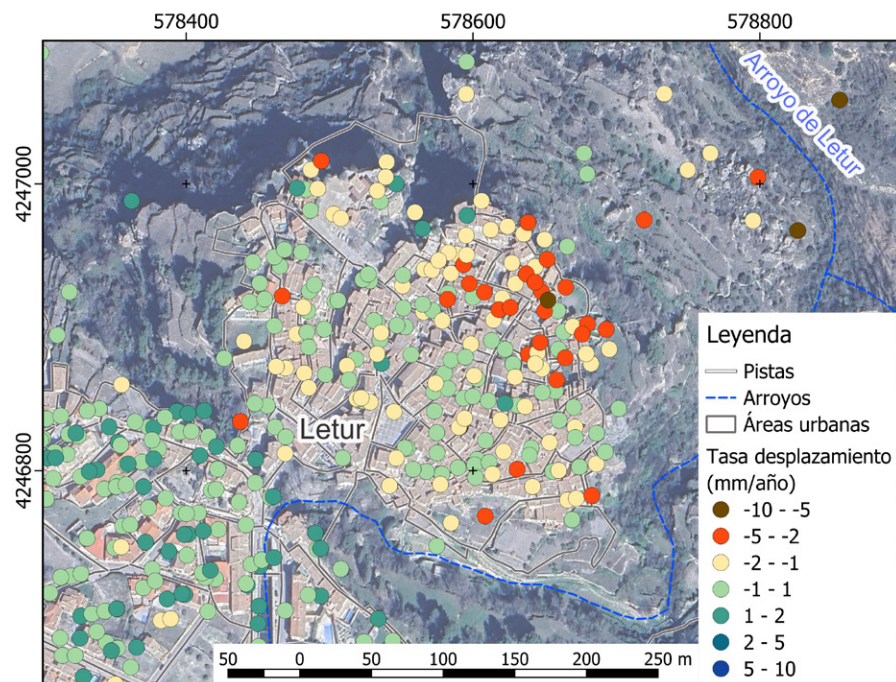 578400 578600 578800
4247000
4246800
Arroyo de Letur
Letur
Leyenda
Pistas
Arroyos
Áreas urbanas
Tasa desplazamiento
(mm/año)
-10 - -5
-5 - -2
-2 - -1
-1 - 1
1 - 2
2 - 5
5 - 10
50 0 50 100 150 200 250 m